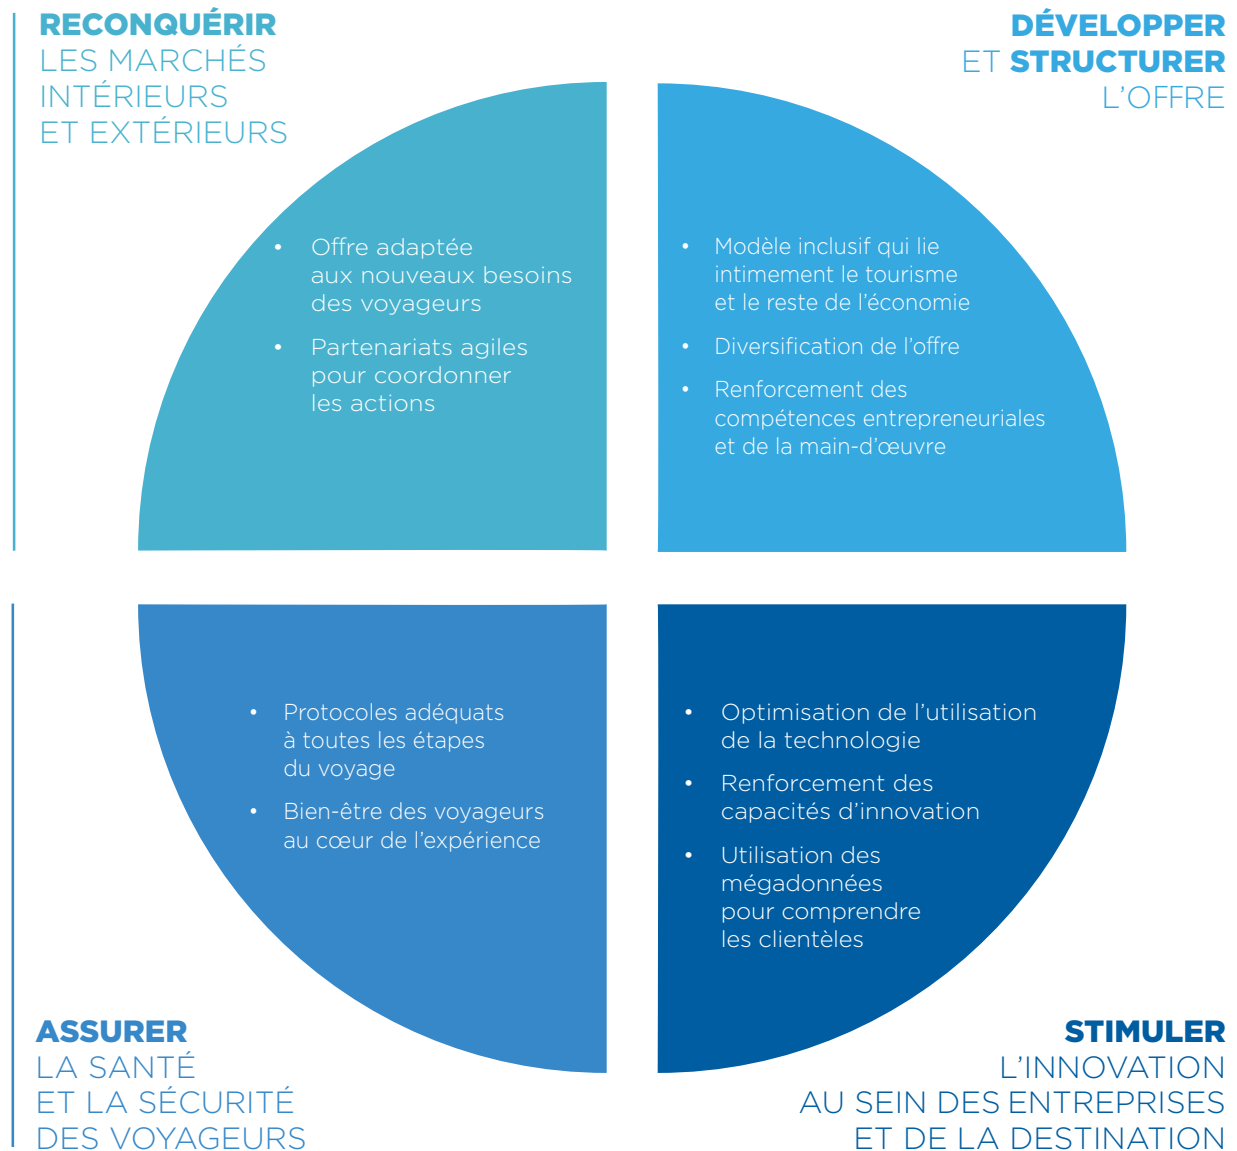 RECONQUÉRIR
LES MARCHÉS
INTÉRIEURS
ET EXTÉRIEURS
• Offre adaptée
aux nouveaux besoins
des voyageurs
• Partenariats agiles
pour coordonner
les actions
DÉVELOPPER
ET STRUCTURER
L’OFFRE
• Modèle inclusif qui lie
intimement le tourisme
et le reste de l’économie
• Diversification de l’offre
• Renforcement des
compétences entrepreneuriales
et de la main-d’œuvre
• Protocoles adéquats
à toutes les étapes
du voyage
• Bien-être des voyageurs
au cœur de l’expérience
ASSURER
LA SANTÉ
ET LA SÉCURITÉ
DES VOYAGEURS
• Optimisation de l’utilisation
de la technologie
• Renforcement des
capacités d’innovation
• Utilisation des
mégadonnées
pour comprendre
les clientèles
STIMULER
L’INNOVATION
AU SEIN DES ENTREPRISES
ET DE LA DESTINATION